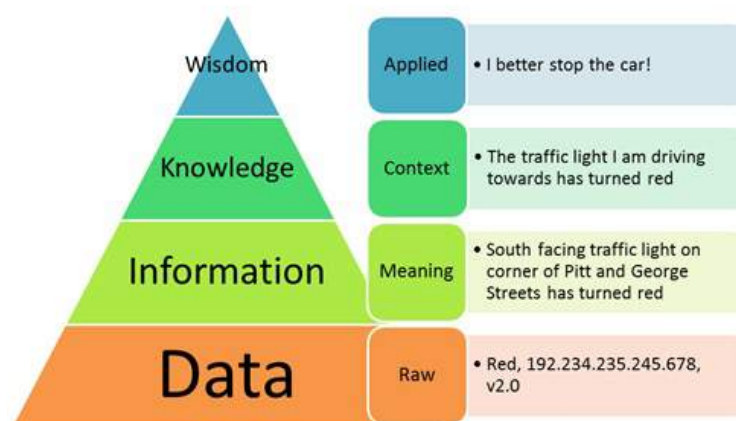 Wisdom
Applied
• I better stop the car!
Knowledge
Context
• The traffic light I am driving
towards has turned red
Information
Meaning
• South facing traffic light on
corner of Pitt and George
Streets has turned red
Data
Raw
• Red, 192.234.235.245.678,
v2.0